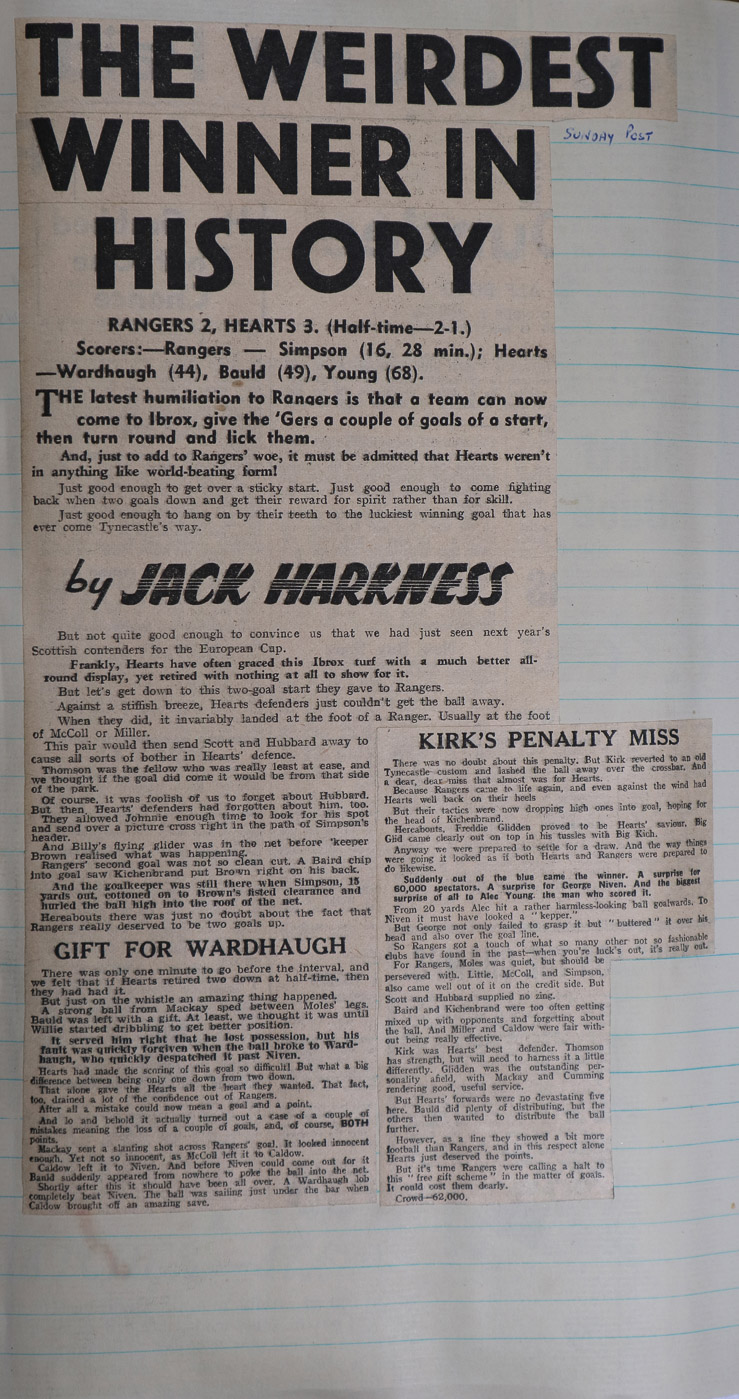 THE WEIRDEST
WINNER IN
HISTORY
SUNDAY POST
RANGERS 2, HEARTS 3. (Half-time—2-1.)
Scorers:—Rangers — Simpson (16, 28 min.); Hearts
—Wardhaugh (44), Bauld (49), Young (68).
THE latest humiliation to Rangers is that a team can now
come to Ibrox, give the 'Gers a couple of goals of a start,
then turn round and lick them.
And, just to add to Rangers' woe, it must be admitted that Hearts weren't
in anything like world-beating form!
Just good enough to get over a sticky start. Just good enough to come fighting
back when two goals down and get their reward for spirit rather than for skill.
Just good enough to hang on by their teeth to the luckiest winning goal that has
ever come Tynecastle's way.
by JACK HARKNESS
But not quite good enough to convince us that we had just seen next year's
Scottish contenders for the European Cup.
Frankly, Hearts have often graced this Ibrox turf with a much better all-
round display, yet retired with nothing at all to show for it.
But let's get down to this two-goal start they gave to Rangers.
Against a stiffish breeze, Hearts defenders just couldn't get the ball away.
When they did, it invariably landed at the foot of a Ranger. Usually at the foot
of McColl or Miller.
This pair would then send Scott and Hubbard away to
cause all sorts of bother in Hearts' defence.
Thomson was the fellow who was really least at ease, and
we thought if the goal did come it would be from that side
of the park.
Of course, it was foolish of us to forget about Hubbard.
But then, Hearts' defenders had forgotten about him, too.
They allowed Johnnie enough time to look for his spot
and send over a picture cross right in the path of Simpson's
header.
And Billy's flying glider was in the net before 'keeper
Brown realised what was happening.
Rangers' second goal was not so clean cut. A Baird chip
into goal saw Kichenbrand put Brown right on his back.
And the goalkeeper was still there when Simpson, 15
yards out, cottoned on to Brown's fisted clearance and
hurled the ball high into the roof of the net.
Hereabouts there was just no doubt about the fact that
Rangers really deserved to be two goals up.
GIFT FOR WARDHAUGH
There was only one minute to go before the interval, and
we felt that if Hearts retired two down at half-time, then
they had had it.
But just on the whistle an amazing thing happened.
A strong ball from Mackay sped between Moles' legs.
Bauld was left with a gift. At least, we thought it was until
Willie started dribbling to get better position.
It served him right that he lost possession, but his
fault was quickly forgiven when the ball broke to Ward-
haugh, who quickly despatched it past Niven.
Hearts had made the scoring of this goal so difficult! But what a big
difference between being only one down from two down.
That alone gave the Hearts all the heart they wanted. That fact,
too, drained a lot of the confidence out of Rangers.
After all a mistake could now mean a goal and a point.
And lo and behold it actually turned out a case of a couple of
mistakes meaning the loss of a couple of goals, and, of course, BOTH
points.
Mackay sent a slanting shot across Rangers' goal. It looked innocent
enough. Yet not so innocent, as McColl left it to Caldow.
Caldow left it to Niven. And before Niven could come out for it
Bauld suddenly appeared from nowhere to poke the ball into the net.
Shortly after this it should have been all over. A Wardhaugh lob
completely beat Niven. The ball was sailing just under the bar when
Caldow brought off an amazing save.
KIRK'S PENALTY MISS
There was no doubt about this penalty. But Kirk reverted to an old
Tynecastle custom and lashed the ball away over the crossbar. And
a dear, dear miss that almost was for Hearts.
Because Rangers came to life again, and even against the wind had
Hearts well back on their heels
But their tactics were now dropping high ones into goal, hoping for
the head of Kichenbrand.
Hereabouts, Freddie Glidden proved to be Hearts' saviour. Big
Glid came clearly out on top in his tussles with Big Kich.
Anyway we were prepared to settle for a draw. And the way things
were going it looked as if both Hearts and Rangers were prepared to
do likewise.
Suddenly out of the blue came the winner. A surprise for
60,000 spectators. A surprise for George Niven. And the biggest
surprise of all to Alec Young, the man who scored it.
From 20 yards Alec hit a rather harmless-looking ball goalwards. To
Niven it must have looked a "kepper."
But George not only failed to grasp it but "buttered" it over his
head and also over the goal line.
So Rangers got a touch of what so many other not so fashionable
clubs have found in the past—when you're luck's out, it's really out.
For Rangers, Moles was quiet, but should be
persevered with. Little, McColl, and Simpson,
also came well out of it on the credit side. But
Scott and Hubbard supplied no zing.
Baird and Kichenbrand were too often getting
mixed up with opponents and forgetting about
the ball. And Miller and Caldow were fair with-
out being really effective.
Kirk was Hearts' best defender. Thomson
has strength, but will need to harness it a little
differently. Glidden was the outstanding per-
sonality afield, with Mackay and Cumming
rendering good, useful service.
But Hearts' forwards were no devastating five
here. Bauld did plenty of distributing, but the
others then wanted to distribute the ball
further.
However, as a line they showed a bit more
football than Rangers, and in this respect alone
Hearts just deserved the points.
But it's time Rangers were calling a halt to
this "free gift scheme" in the matter of goals.
It could cost them dearly.
Crowd—62,000.